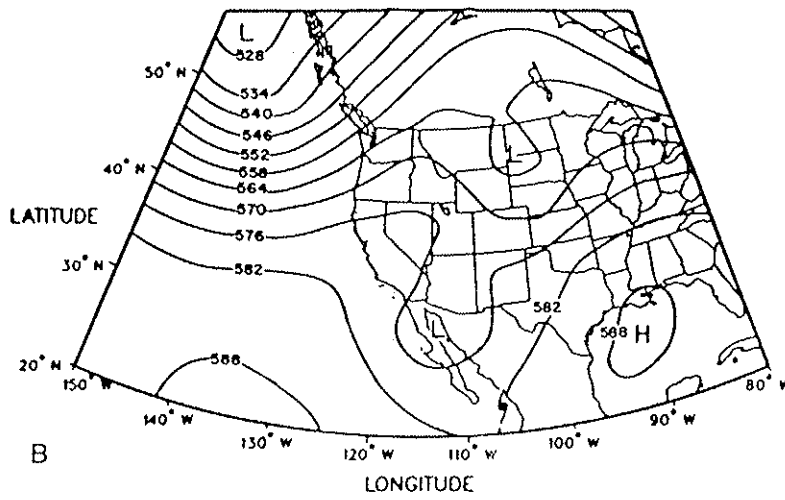 L
528
534
540
546
552
558
564
570
576
582
588
L
L
582
588
H
50° N
40° N
30° N
20° N
LATITUDE
150° W
140° W
130° W
120° W
110° W
100° W
90° W
80° W
LONGITUDE
B